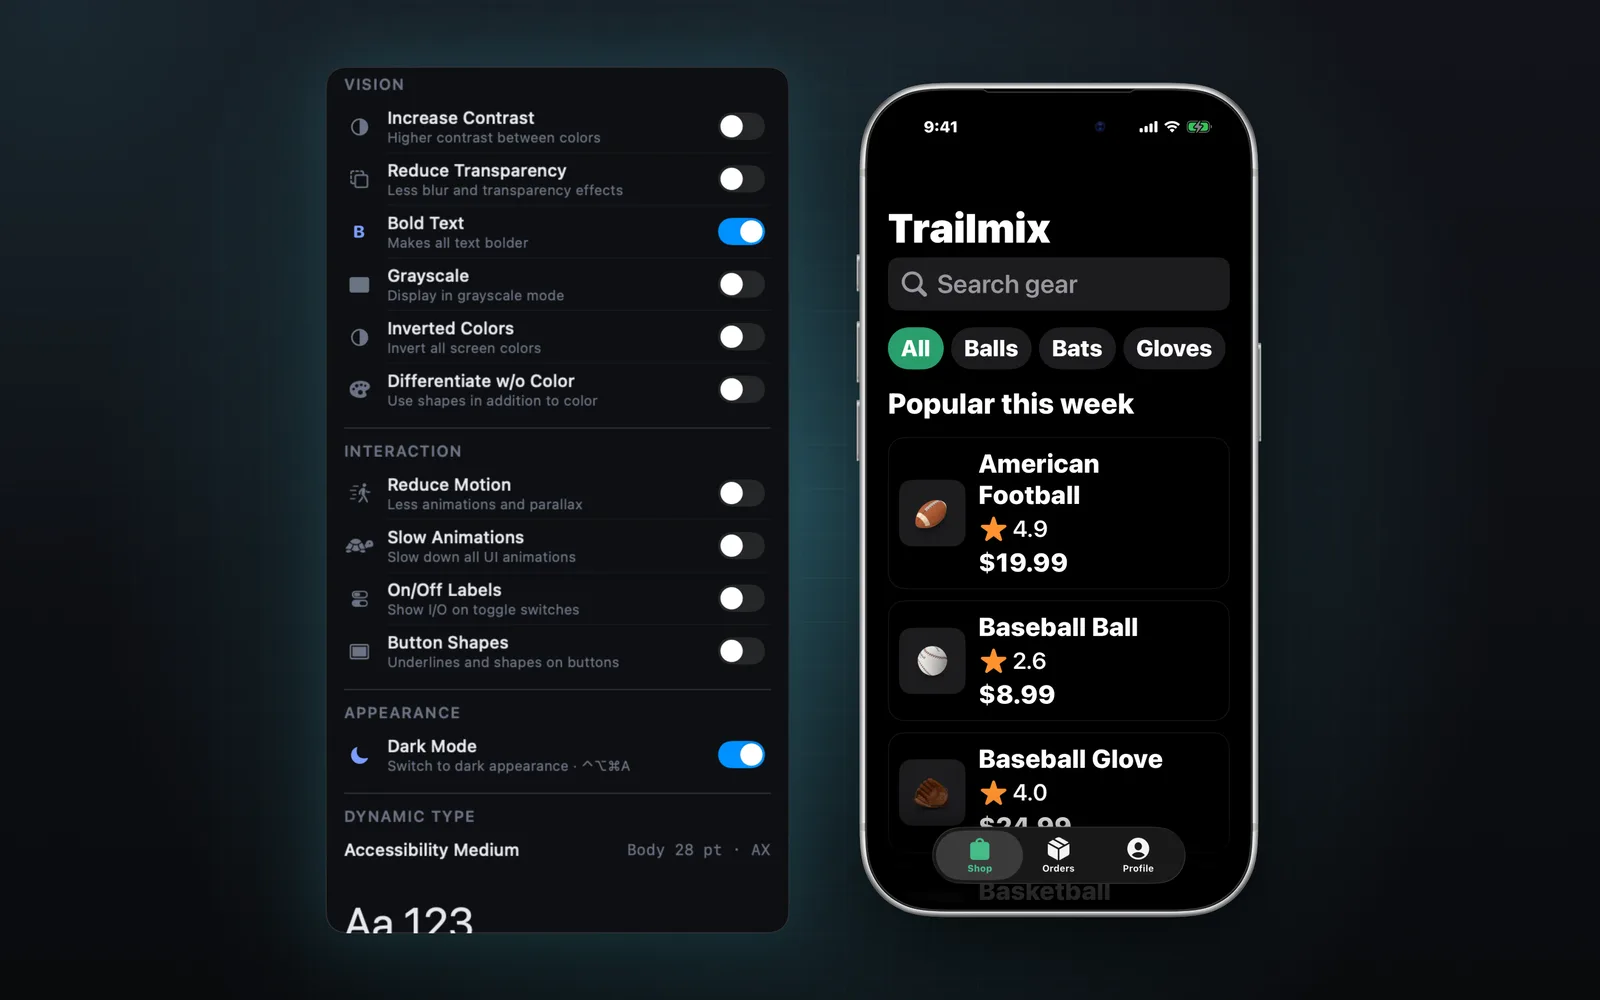 VISION
Increase Contrast
Higher contrast between colors
Reduce Transparency
Less blur and transparency effects
B
Bold Text
Makes all text bolder
Grayscale
Display in grayscale mode
Inverted Colors
Invert all screen colors
Differentiate w/o Color
Use shapes in addition to color
INTERACTION
Reduce Motion
Less animations and parallax
Slow Animations
Slow down all UI animations
On/Off Labels
Show I/O on toggle switches
Button Shapes
Underlines and shapes on buttons
APPEARANCE
Dark Mode
Switch to dark appearance · ⌃⌥⌘A
DYNAMIC TYPE
Accessibility Medium
Body 28 pt · AX
Aa 123
9:41
Trailmix
Search gear
All
Balls
Bats
Gloves
Popular this week
American
Football
4.9
$19.99
Baseball Ball
2.6
$8.99
Baseball Glove
4.0
$24.99
Shop
Orders
Profile
Basketball